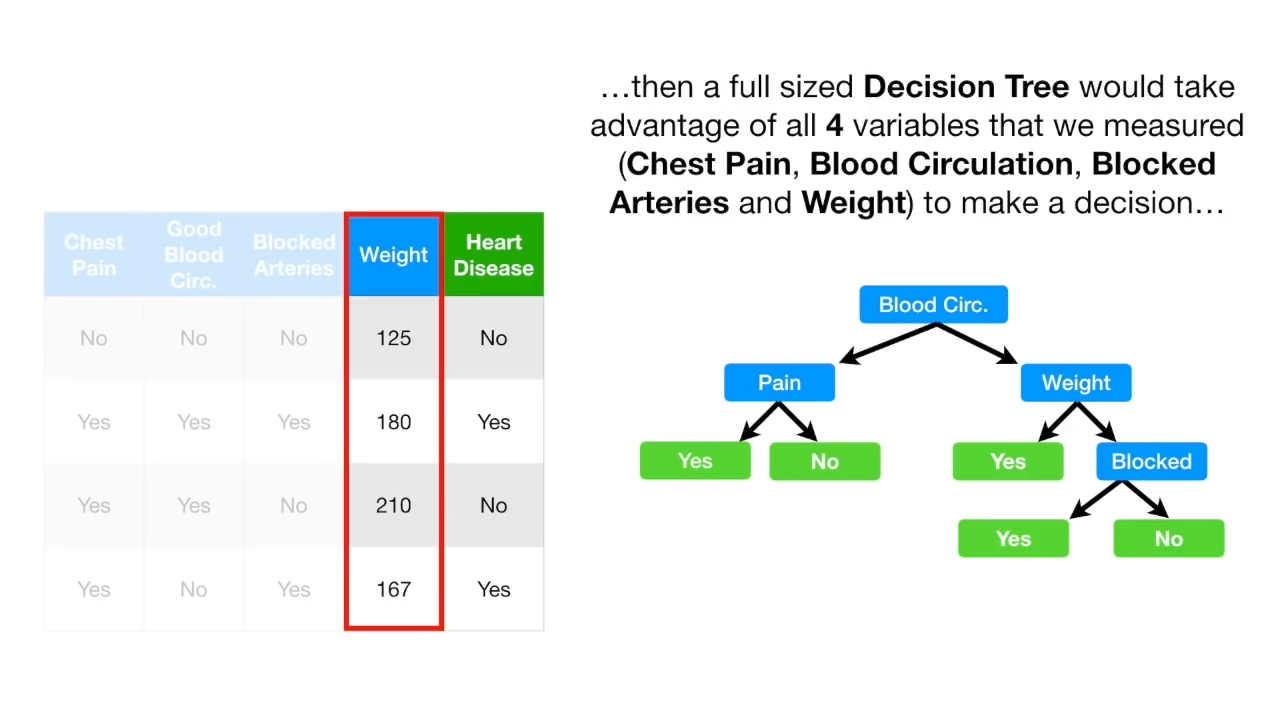 …then a full sized Decision Tree would take
advantage of all 4 variables that we measured
(Chest Pain, Blood Circulation, Blocked
Arteries and Weight) to make a decision…
Chest Pain Good Blood Circ. Blocked Arteries Weight Heart Disease
No No No 125 No
Yes Yes Yes 180 Yes
Yes Yes No 210 No
Yes No Yes 167 Yes
Blood Circ.
Pain Weight
Yes No Yes Blocked
Yes No